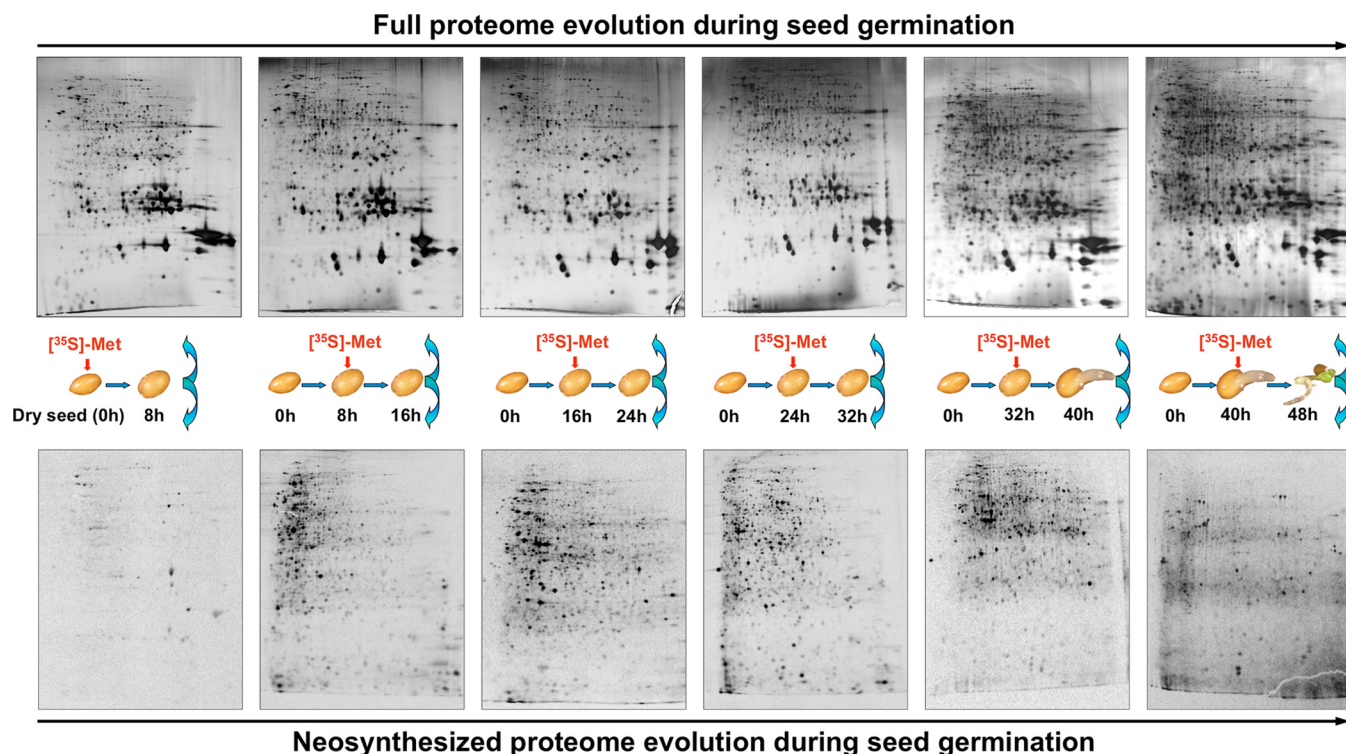 Full proteome evolution during seed germination
[³⁵S]-Met [³⁵S]-Met [³⁵S]-Met [³⁵S]-Met [³⁵S]-Met [³⁵S]-Met
Dry seed (0h) 8h 0h 8h 16h 0h 16h 24h 0h 24h 32h 0h 32h 40h 0h 40h 48h
Neosynthesized proteome evolution during seed germination